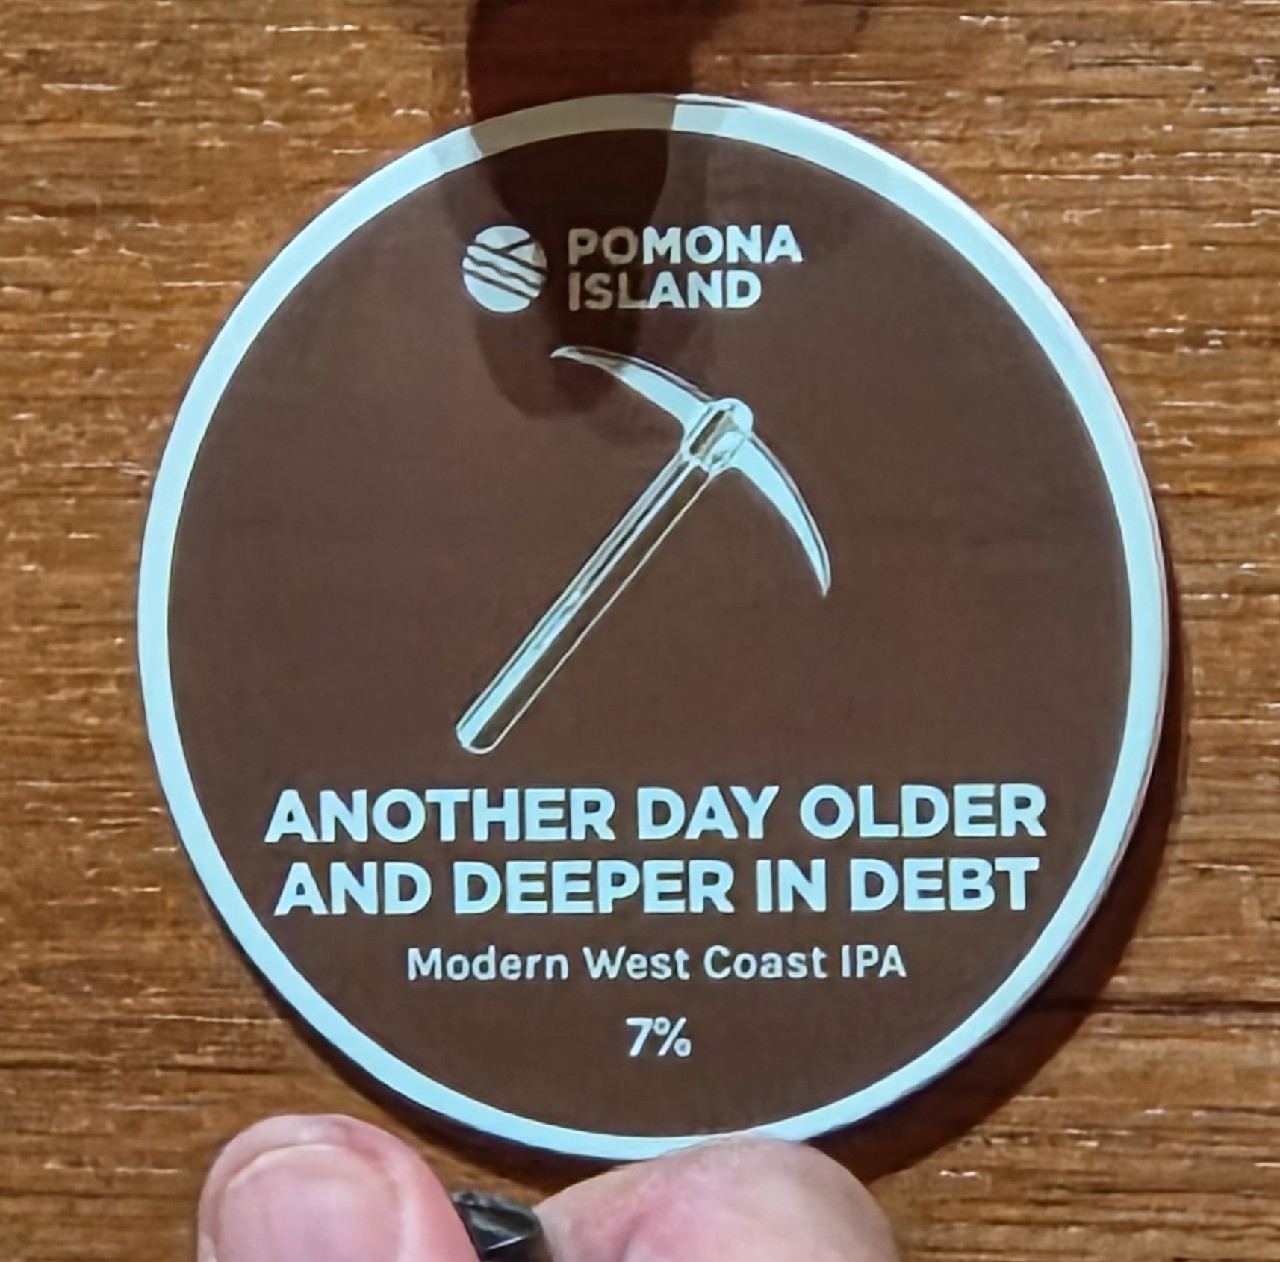 POMONA
ISLAND
ANOTHER DAY OLDER
AND DEEPER IN DEBT
Modern West Coast IPA
7%